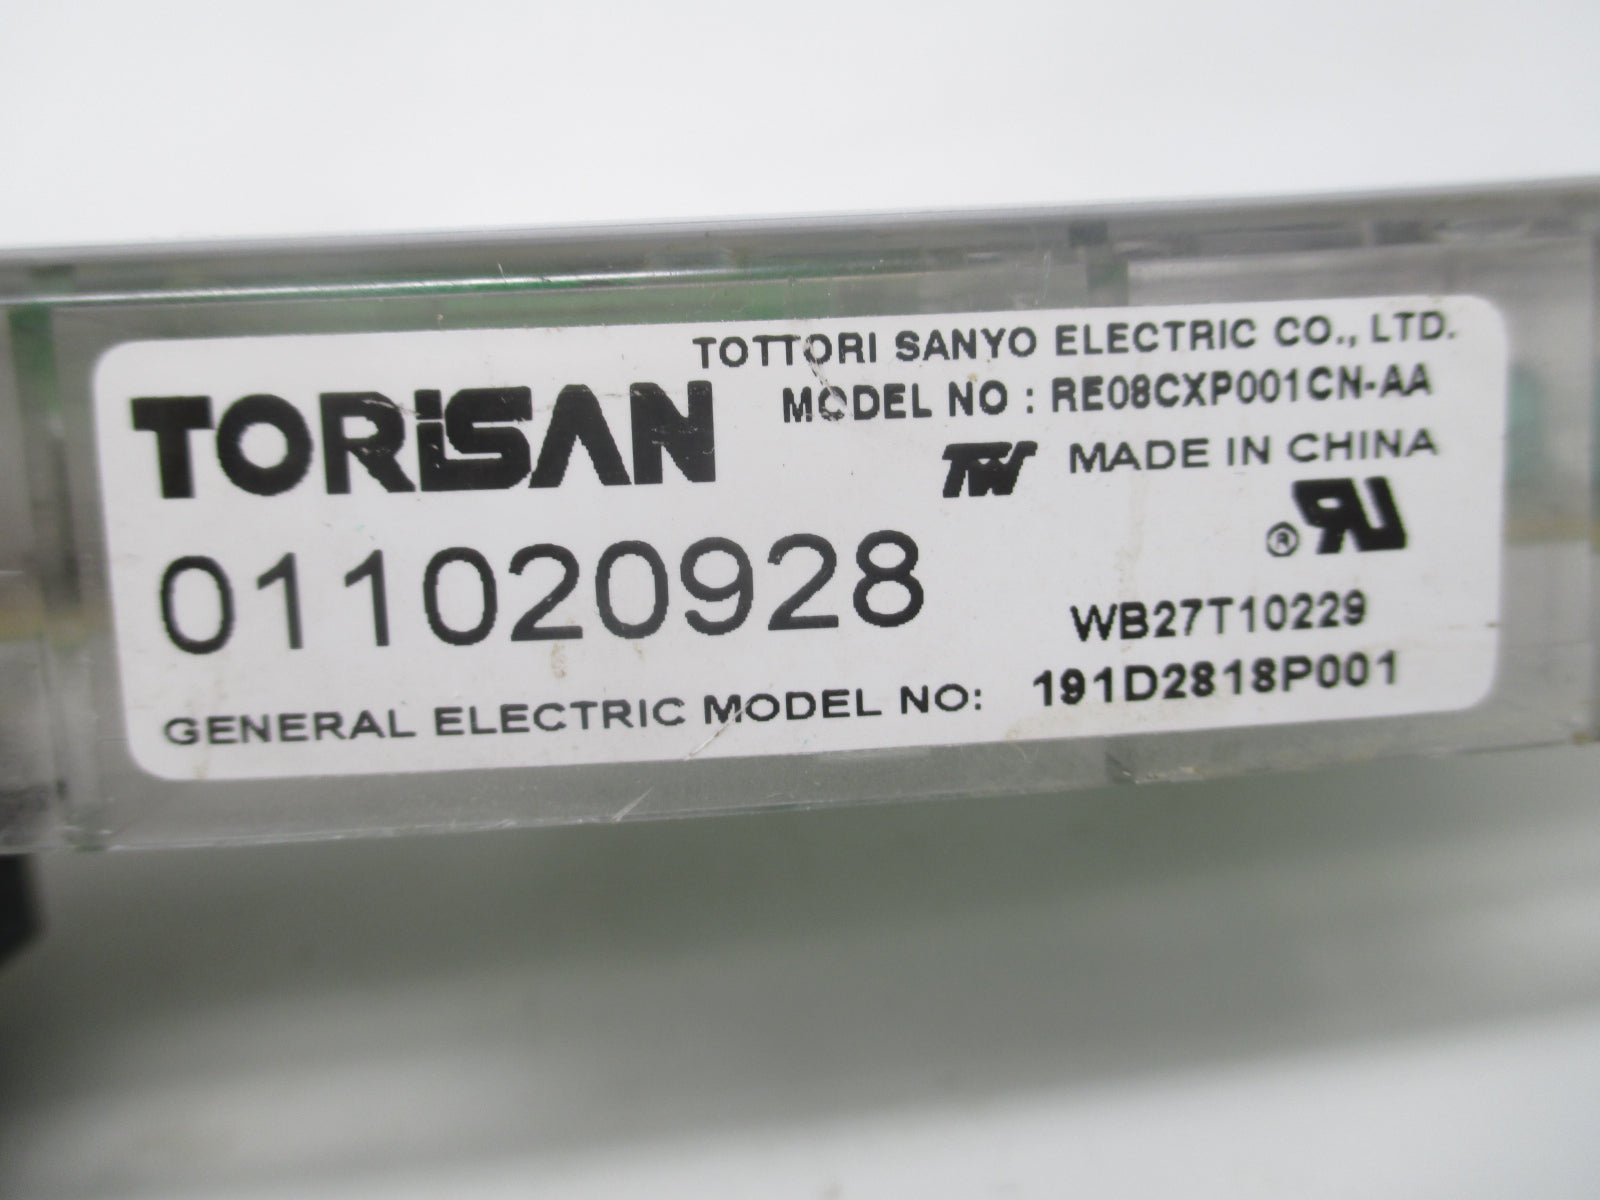 TOTTORI SANYO ELECTRIC CO., LTD.
TORiSAN
MODEL NO : RE08CXP001CN-AA
MADE IN CHINA
®
011020928
WB27T10229
GENERAL ELECTRIC MODEL NO: 191D2818P001